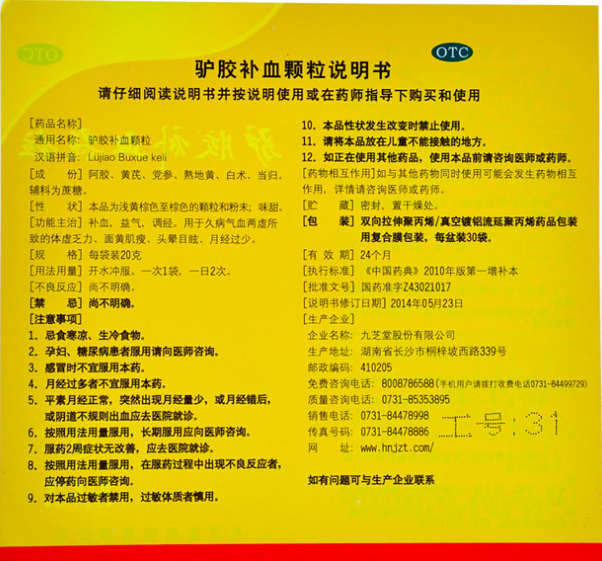 OTC
驴胶补血颗粒说明书
请仔细阅读说明书并按说明使用或在药师指导下购买和使用
[药品名称]
通用名称：驴胶补血颗粒
汉语拼音：Lüjiao Buxue keli
[成　份] 阿胶、黄芪、党参、熟地黄、白术、当归。
辅料为蔗糖。
[性　状] 本品为浅黄棕色至棕色的颗粒和粉末；味甜。
[功能主治] 补血，益气，调经。用于久病气血两虚所
致的体虚乏力、面黄肌瘦、头晕目眩、月经过少。
[规　格] 每袋装20克
[用法用量] 开水冲服。一次1袋，一日2次。
[不良反应] 尚不明确。
[禁　忌] 尚不明确。
[注意事项]
1．忌食寒凉、生冷食物。
2．孕妇、糖尿病患者服用请向医师咨询。
3．感冒时不宜服用本药。
4．月经过多者不宜服用本药。
5．平素月经正常，突然出现月经量少，或月经错后，
或阴道不规则出血应去医院就诊。
6．按照用法用量服用，长期服用应向医师咨询。
7．服药2周症状无改善，应去医院就诊。
8．按照用法用量服用，在服药过程中出现不良反应者，
应停药向医师咨询。
9．对本品过敏者禁用，过敏体质者慎用。
10．本品性状发生改变时禁止使用。
11．请将本品放在儿童不能接触的地方。
12．如正在使用其他药品，使用本品前请咨询医师或药师。
[药物相互作用] 如与其他药物同时使用可能会发生药物相互
作用，详情请咨询医师或药师。
[贮　藏] 密封，置干燥处。
[包　装] 双向拉伸聚丙烯/真空镀铝流延聚丙烯药品包装
用复合膜包装，每盆装30袋。
[有 效 期] 24个月
[执行标准] 《中国药典》2010年版第一增补本
[批准文号] 国药准字Z43021017
[说明书修订日期] 2014年05月23日
[生产企业]
企业名称：九芝堂股份有限公司
生产地址：湖南省长沙市桐梓坡西路339号
邮政编码：410205
免费咨询电话：8008786588(手机用户请拨打收费电话0731-84499729)
质量咨询电话：0731-85353895
销售电话：0731-84478998
传真号码：0731-84478886
网　址：www.hnjzt.com/
工号：31
如有问题可与生产企业联系